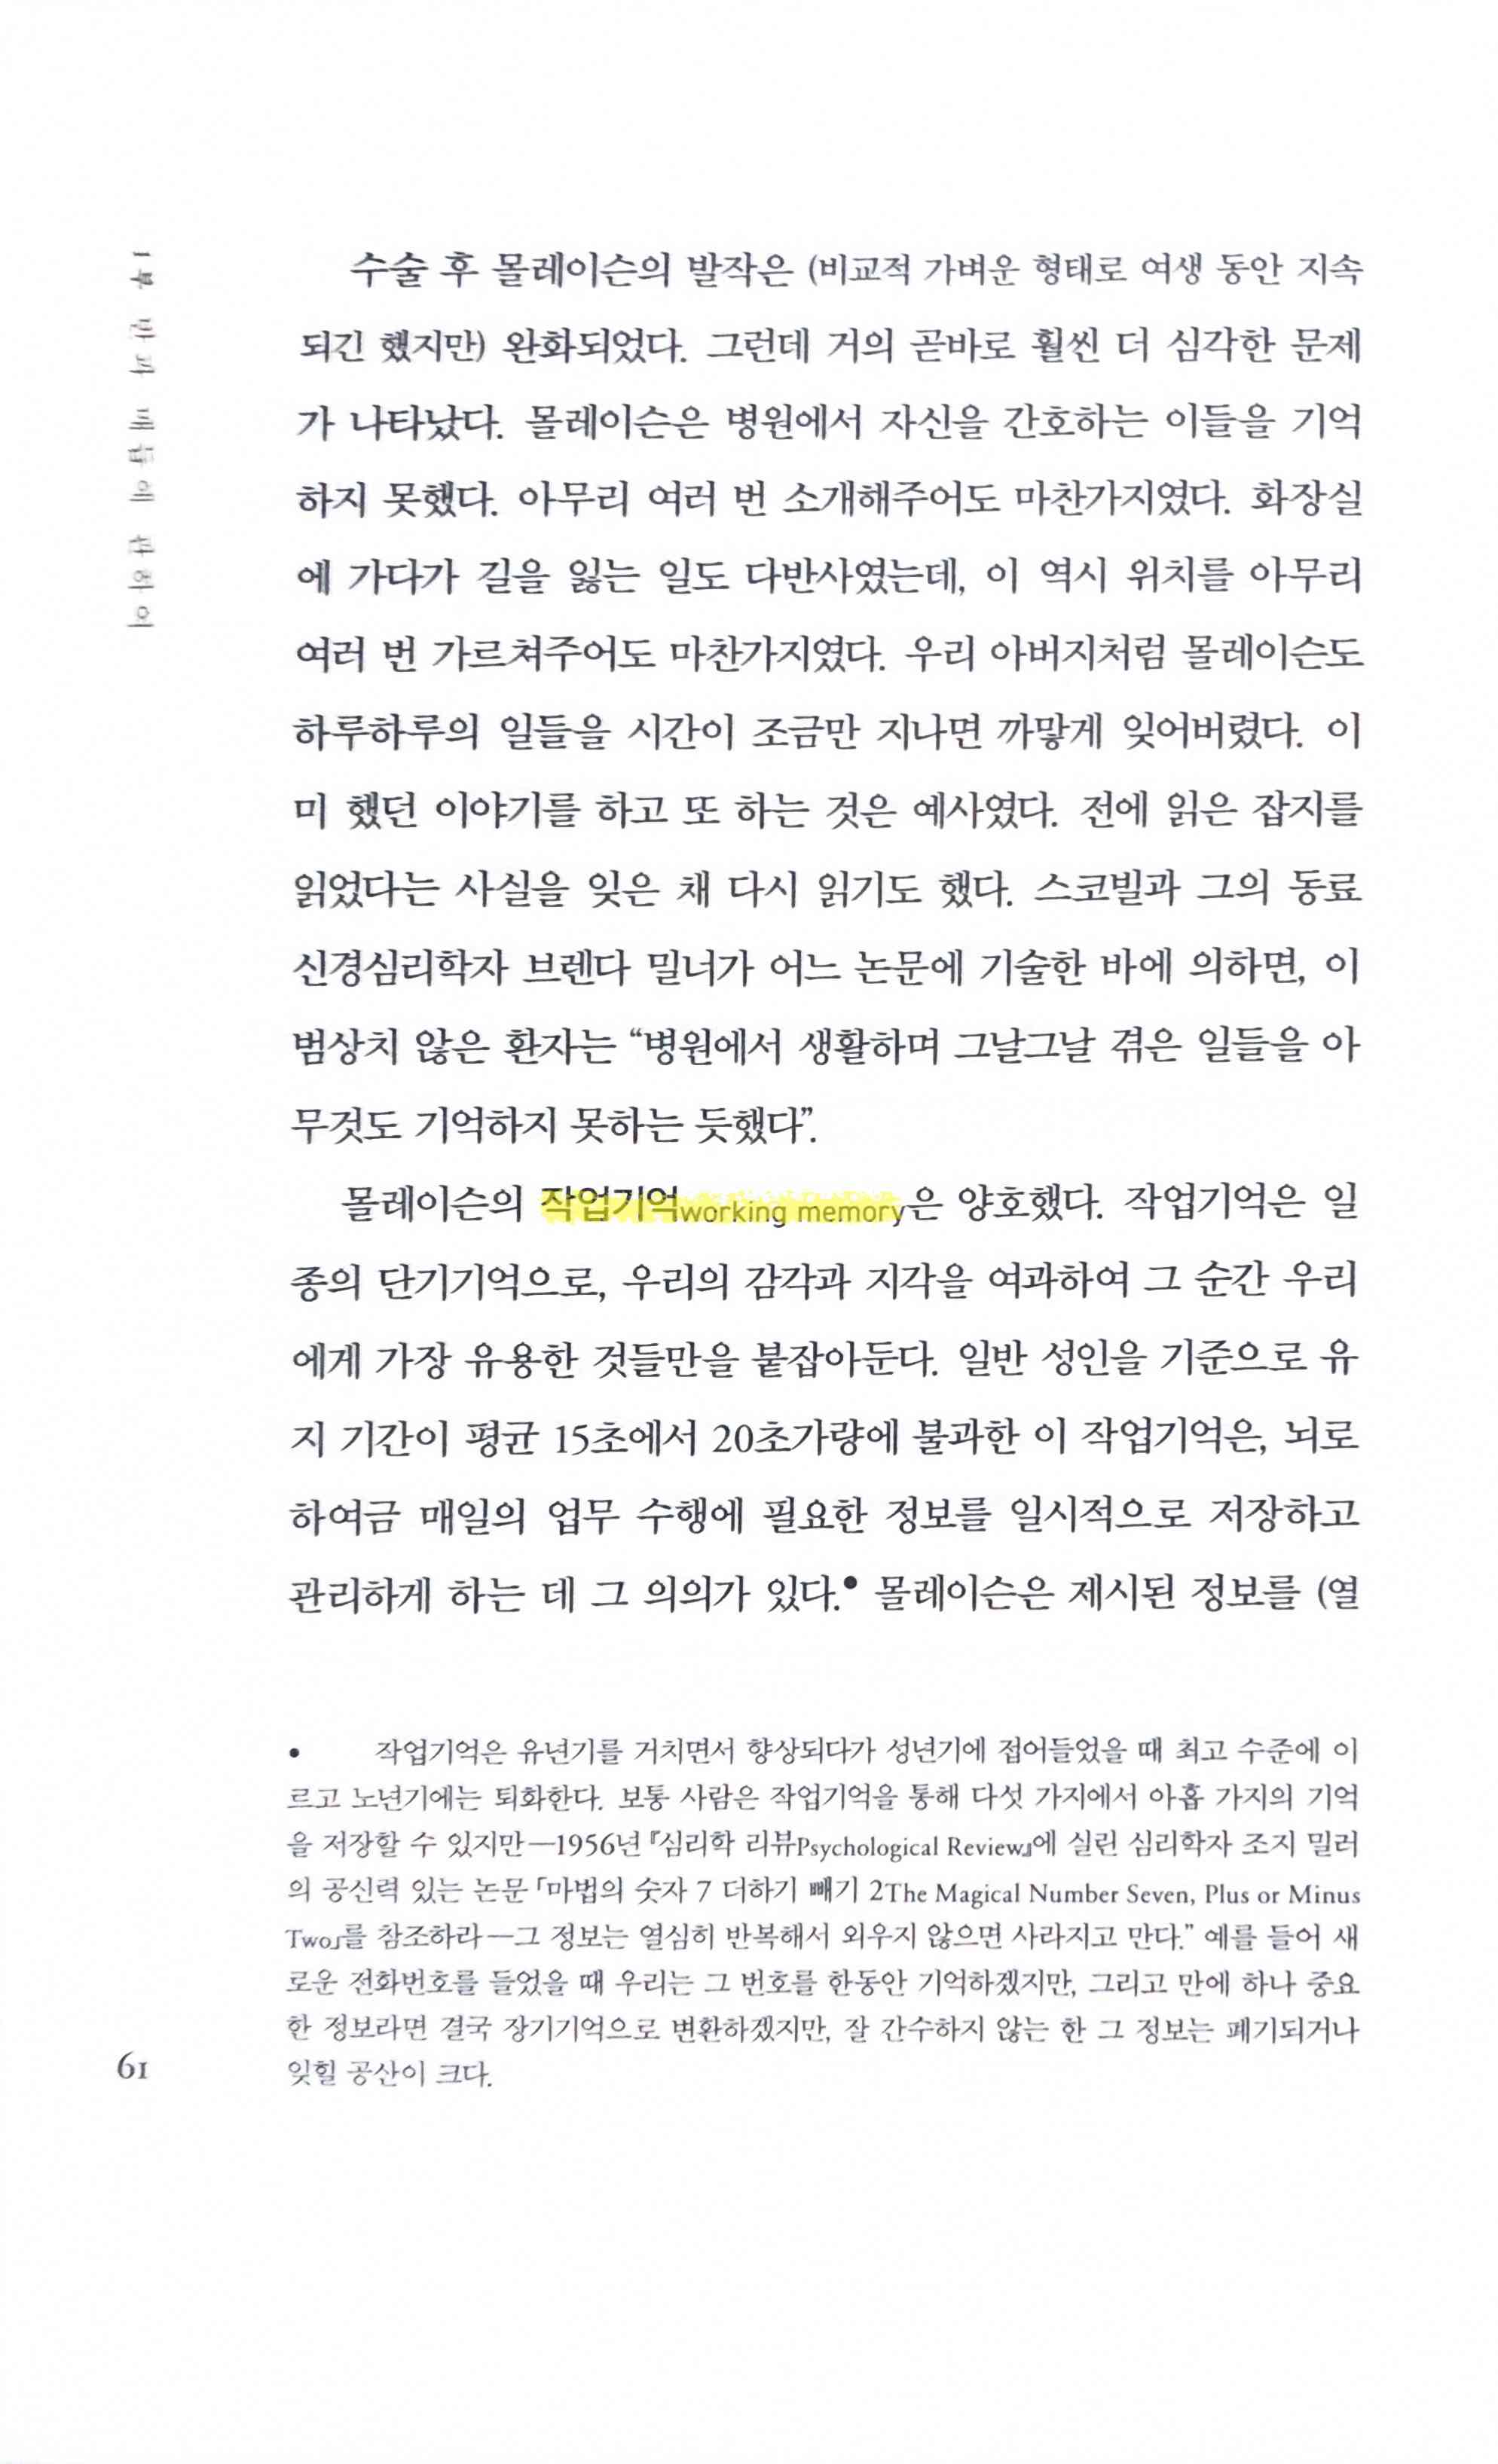 수술 후 몰레이슨의 발작은 (비교적 가벼운 형태로 여생 동안 지속
되긴 했지만) 완화되었다. 그런데 거의 곧바로 훨씬 더 심각한 문제
가 나타났다. 몰레이슨은 병원에서 자신을 간호하는 이들을 기억
하지 못했다. 아무리 여러 번 소개해주어도 마찬가지였다. 화장실
에 가다가 길을 잃는 일도 다반사였는데, 이 역시 위치를 아무리
여러 번 가르쳐주어도 마찬가지였다. 우리 아버지처럼 몰레이슨도
하루하루의 일들을 시간이 조금만 지나면 까맣게 잊어버렸다. 이
미 했던 이야기를 하고 또 하는 것은 예사였다. 전에 읽은 잡지를
읽었다는 사실을 잊은 채 다시 읽기도 했다. 스코빌과 그의 동료
신경심리학자 브렌다 밀너가 어느 논문에 기술한 바에 의하면, 이
범상치 않은 환자는 “병원에서 생활하며 그날그날 겪은 일들을 아
무것도 기억하지 못하는 듯했다”.
몰레이슨의 작업기억working memory은 양호했다. 작업기억은 일
종의 단기기억으로, 우리의 감각과 지각을 여과하여 그 순간 우리
에게 가장 유용한 것들만을 붙잡아둔다. 일반 성인을 기준으로 유
지 기간이 평균 15초에서 20초가량에 불과한 이 작업기억은, 뇌로
하여금 매일의 업무 수행에 필요한 정보를 일시적으로 저장하고
관리하게 하는 데 그 의의가 있다.• 몰레이슨은 제시된 정보를 (열
• 작업기억은 유년기를 거치면서 향상되다가 성년기에 접어들었을 때 최고 수준에 이
르고 노년기에는 퇴화한다. 보통 사람은 작업기억을 통해 다섯 가지에서 아홉 가지의 기억
을 저장할 수 있지만—1956년 『심리학 리뷰Psychological Review』에 실린 심리학자 조지 밀러
의 공신력 있는 논문 「마법의 숫자 7 더하기 빼기 2The Magical Number Seven, Plus or Minus
Two」를 참조하라—그 정보는 열심히 반복해서 외우지 않으면 사라지고 만다.” 예를 들어 새
로운 전화번호를 들었을 때 우리는 그 번호를 한동안 기억하겠지만, 그리고 만에 하나 중요
한 정보라면 결국 장기기억으로 변환하겠지만, 잘 간수하지 않는 한 그 정보는 폐기되거나
잊힐 공산이 크다.
61